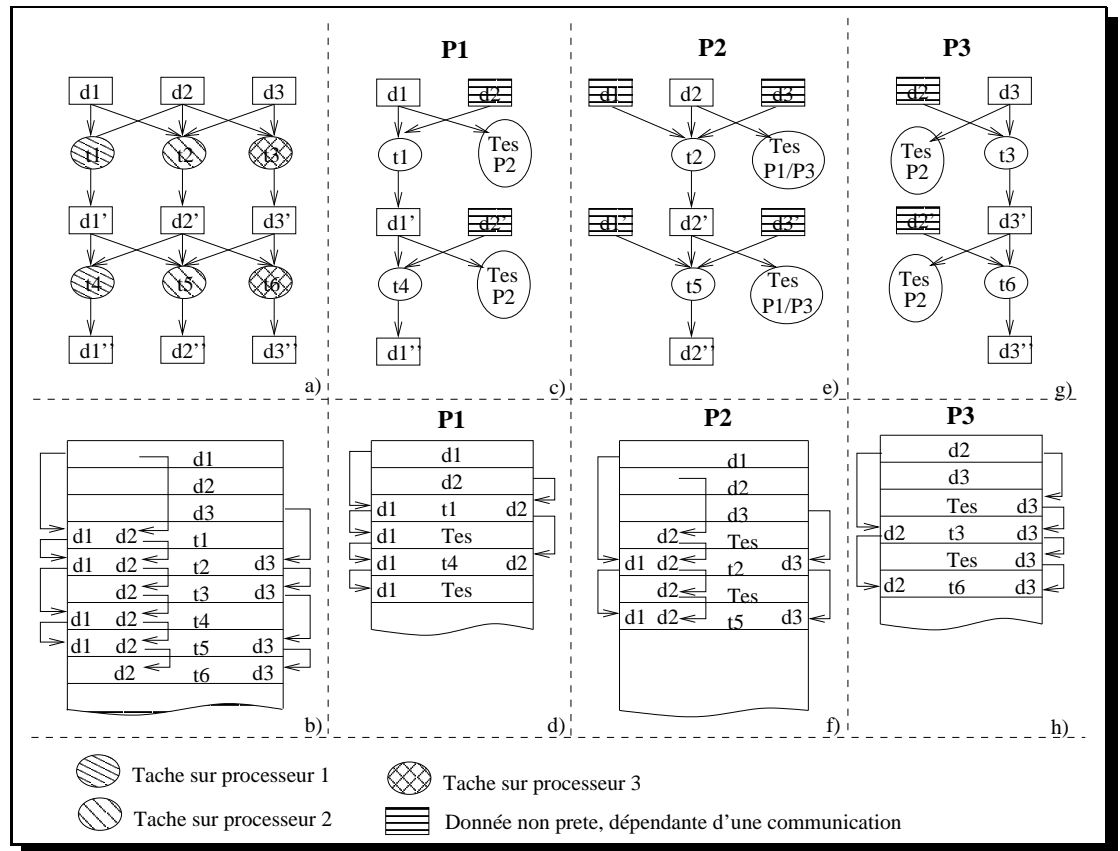 P1 P2 P3
d1 d2 d3 d1 d2 d1 d2 d3 d2 d3
t1 t2 t3 t1 Tes P2 t2 Tes P1/P3 Tes P2 t3
d1’ d2’ d3’ d1’ d2’ d1’ d2’ d3’ d2’ d3’
t4 t5 t6 t4 Tes P2 t5 Tes P1/P3 Tes P2 t6
d1’’ d2’’ d3’’ d1’’ d2’’ d3’’
a) c) e) g)
P1 P2 P3
d1
d2
d3
d1 d2 t1
d1 d2 t2 d3
d2 t3 d3
d1 d2 t4
d1 d2 t5 d3
d2 t6 d3
b)
d1
d2
d1 t1 d2
d1 Tes
d1 t4 d2
d1 Tes
d)
d1
d2
d3
d2 Tes
d1 d2 t2 d3
d2 Tes
d1 d2 t5 d3
f)
d2
d3
Tes d3
d2 t3 d3
Tes d3
d2 t6 d3
h)
Tache sur processeur 1
Tache sur processeur 3
Tache sur processeur 2
Donnée non prete, dépendante d’une communication